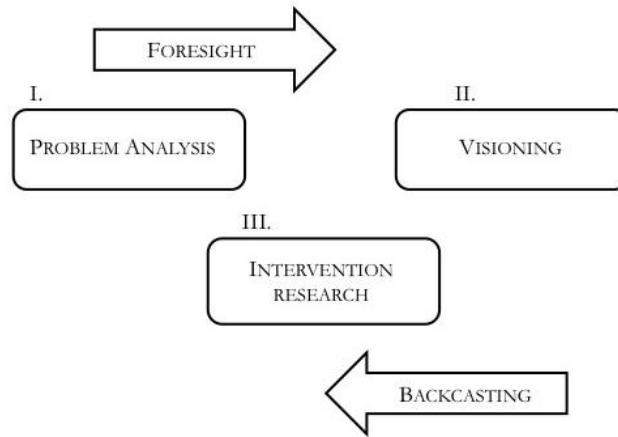 FORESIGHT
I.
II.
PROBLEM ANALYSIS
VISIONING
III.
INTERVENTION
RESEARCH
BACKCASTING